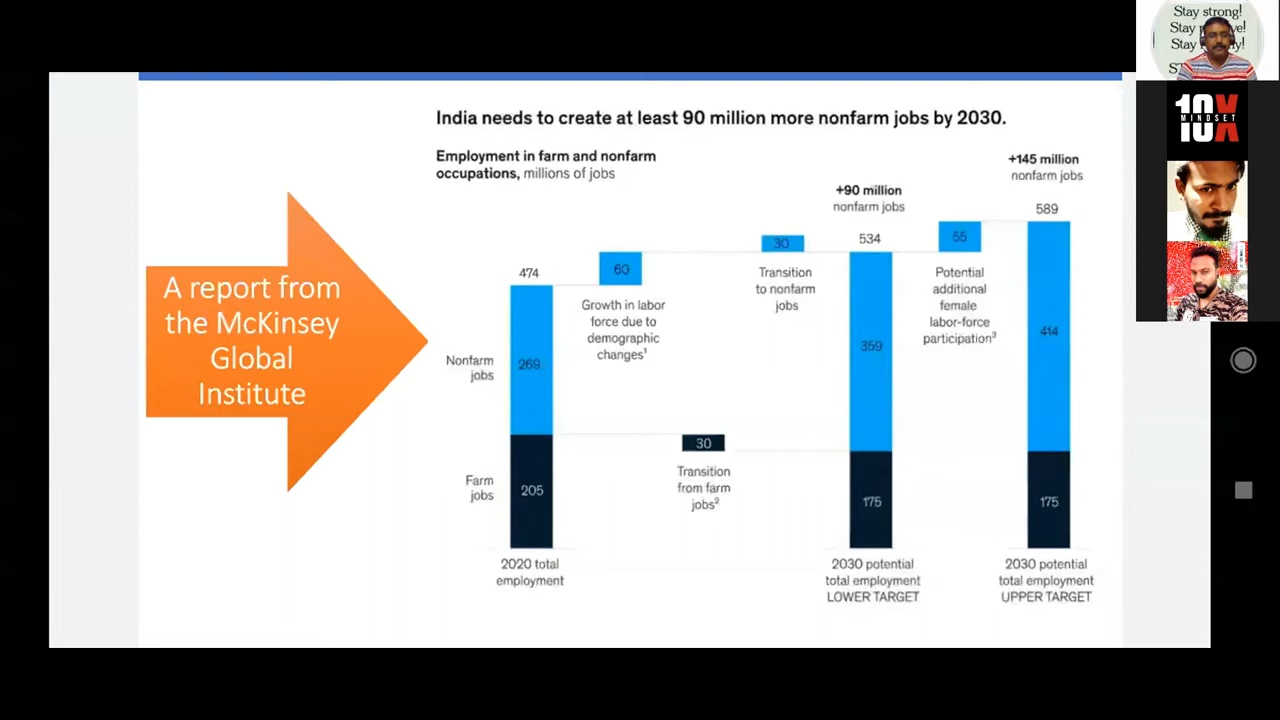 India needs to create at least 90 million more nonfarm jobs by 2030.
Employment in farm and nonfarm
occupations, millions of jobs
A report from
the McKinsey
Global
Institute
474
269
205
Nonfarm
jobs
Farm
jobs
2020 total
employment
60
Growth in labor
force due to
demographic
changes¹
30
Transition
from farm
jobs²
30
Transition
to nonfarm
jobs
+90 million
nonfarm jobs
534
359
175
2030 potential
total employment
LOWER TARGET
55
Potential
additional
female
labor-force
participation³
+145 million
nonfarm jobs
589
414
175
2030 potential
total employment
UPPER TARGET
Stay strong!
Stay
Stay
10X
MINDSET